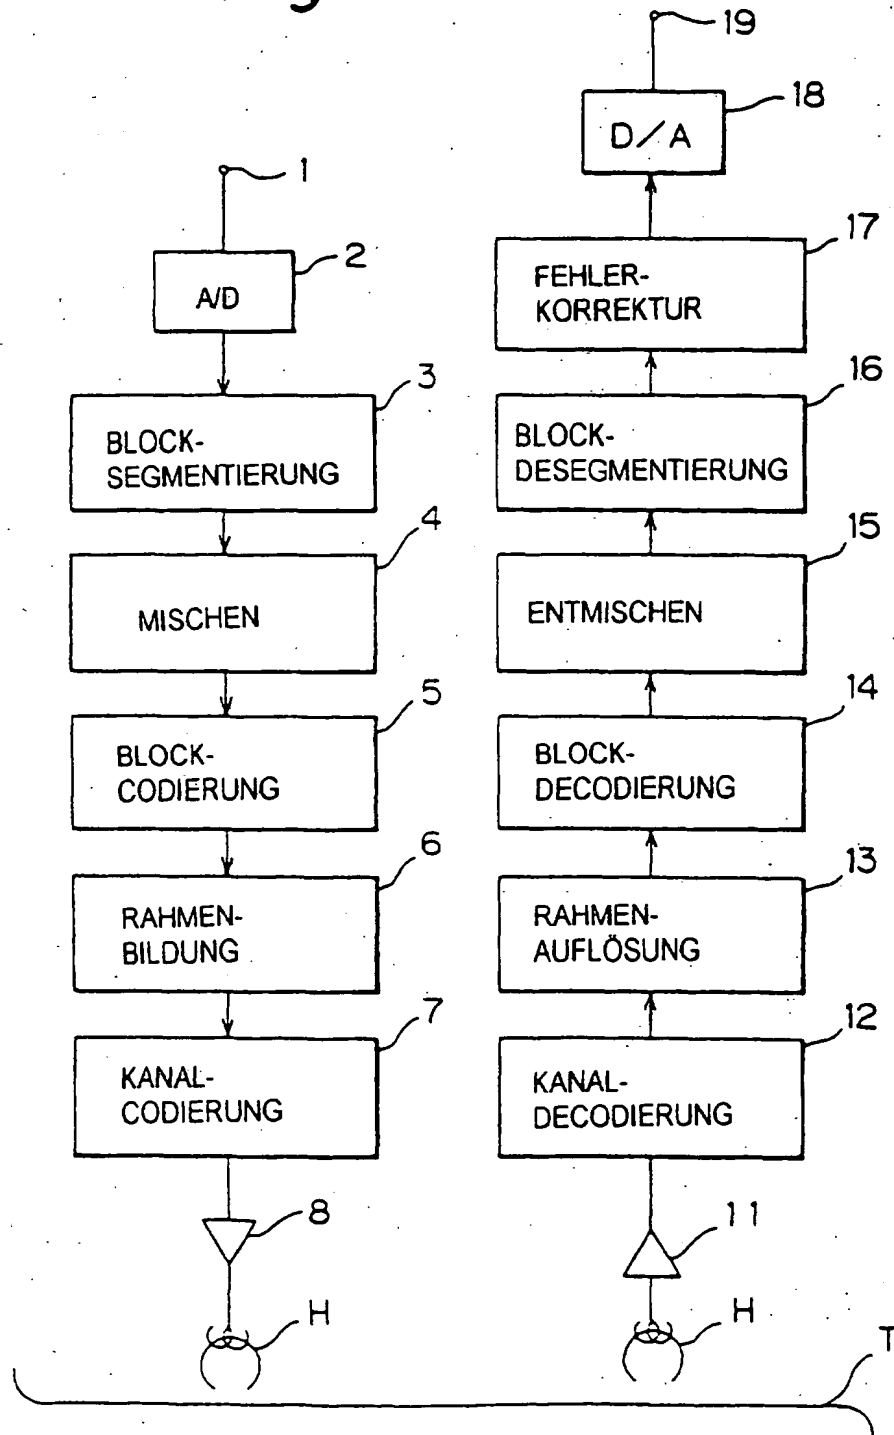 1
2
A/D
3
BLOCK-
SEGMENTIERUNG
4
MISCHEN
5
BLOCK-
CODIERUNG
6
RAHMEN-
BILDUNG
7
KANAL-
CODIERUNG
8
H
19
18
D/A
17
FEHLER-
KORREKTUR
16
BLOCK-
DESEGMENTIERUNG
15
ENTMISCHEN
14
BLOCK-
DECODIERUNG
13
RAHMEN-
AUFLÖSUNG
12
KANAL-
DECODIERUNG
11
H
T